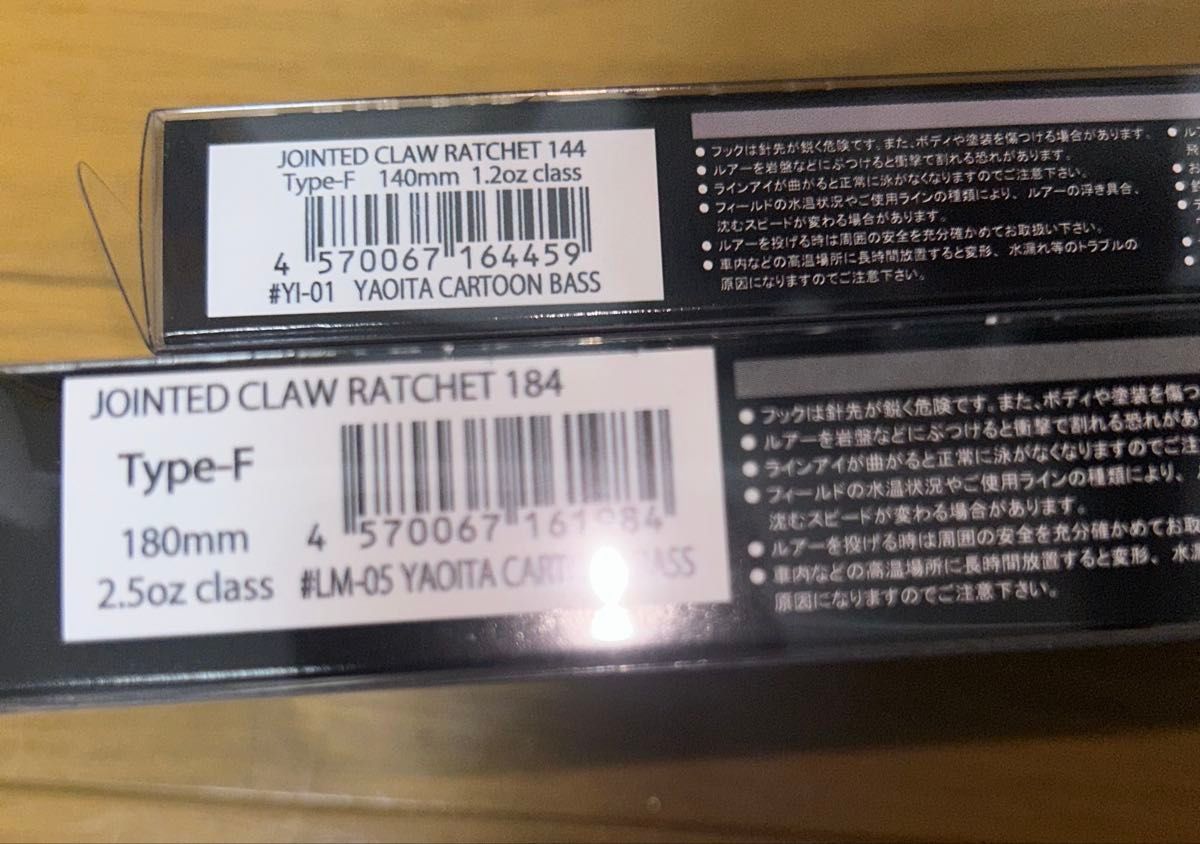 JOINTED CLAW RATCHET 144
Type-F 140mm 1.2oz class
4 570067 164459
#YI-01 YAOITA CARTOON BASS
●フックは針先が鋭く危険です。また、ボディや塗装を傷つける場合があります。
●ルアーを岩盤などにぶつけると衝撃で割れる恐れがあります。
●ラインアイが曲がると正常に泳がなくなりますのでご注意下さい。
●フィールドの水温状況やご使用ラインの種類により、ルアーの浮き具合、
沈むスピードが変わる場合があります。
●ルアーを投げる時は周囲の安全を充分確かめてお取扱い下さい。
●車内などの高温場所に長時間放置すると変形、水漏れ等のトラブルの
原因になりますのでご注意下さい。
JOINTED CLAW RATCHET 184
Type-F
180mm
2.5oz class
4 570067
#LM-05 YAOITA
●フックは針先が鋭く危険です。また、ボディや塗装を傷つ
●ルアーを岩盤などにぶつけると衝撃で割れる恐れがあ
●ラインアイが曲がると正常に泳がなくなりますのでご注
●フィールドの水温状況やご使用ラインの種類により、
沈むスピードが変わる場合があります。
●ルアーを投げる時は周囲の安全を充分確かめてお取
●車内などの高温場所に長時間放置すると変形、水
原因になりますのでご注意下さい。